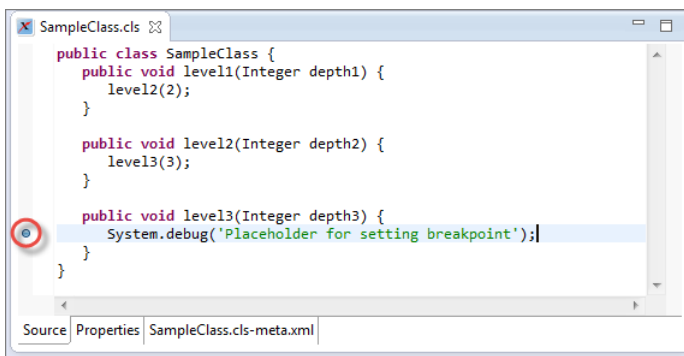 SampleClass.cls
public class SampleClass {
public void level1(Integer depth1) {
level2(2);
}
public void level2(Integer depth2) {
level3(3);
}
public void level3(Integer depth3) {
System.debug('Placeholder for setting breakpoint');
}
}
Source Properties SampleClass.cls-meta.xml